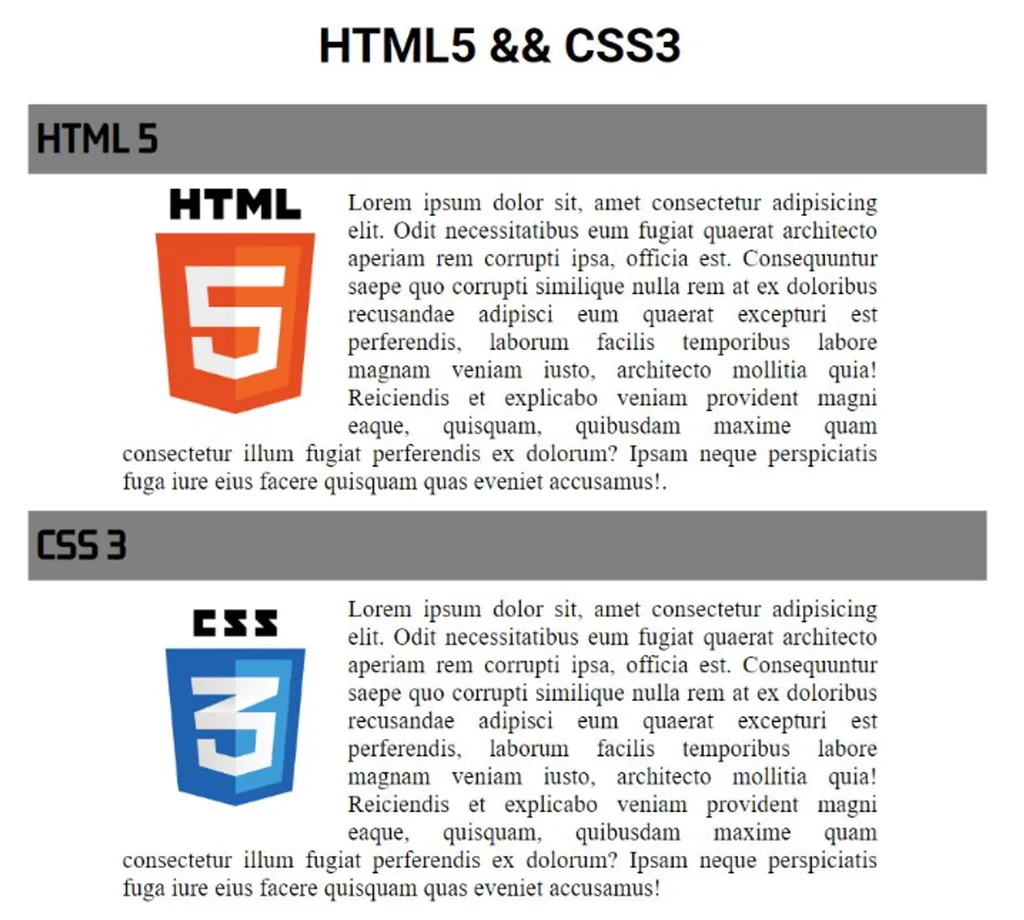 HTML5 && CSS3
HTML 5
HTML
5
Lorem ipsum dolor sit, amet consectetur adipisicing
elit. Odit necessitatibus eum fugiat quaerat architecto
aperiam rem corrupti ipsa, officia est. Consequuntur
saepe quo corrupti similique nulla rem at ex doloribus
recusandae adipisci eum quaerat excepturi est
perferendis, laborum facilis temporibus labore
magnam veniam iusto, architecto mollitia quia!
Reiciendis et explicabo veniam provident magni
eaque, quisquam, quibusdam maxime quam
consectetur illum fugiat perferendis ex dolorum? Ipsam neque perspiciatis
fuga iure eius facere quisquam quas eveniet accusamus!.
CSS 3
CSS
3
Lorem ipsum dolor sit, amet consectetur adipisicing
elit. Odit necessitatibus eum fugiat quaerat architecto
aperiam rem corrupti ipsa, officia est. Consequuntur
saepe quo corrupti similique nulla rem at ex doloribus
recusandae adipisci eum quaerat excepturi est
perferendis, laborum facilis temporibus labore
magnam veniam iusto, architecto mollitia quia!
Reiciendis et explicabo veniam provident magni
eaque, quisquam, quibusdam maxime quam
consectetur illum fugiat perferendis ex dolorum? Ipsam neque perspiciatis
fuga iure eius facere quisquam quas eveniet accusamus!